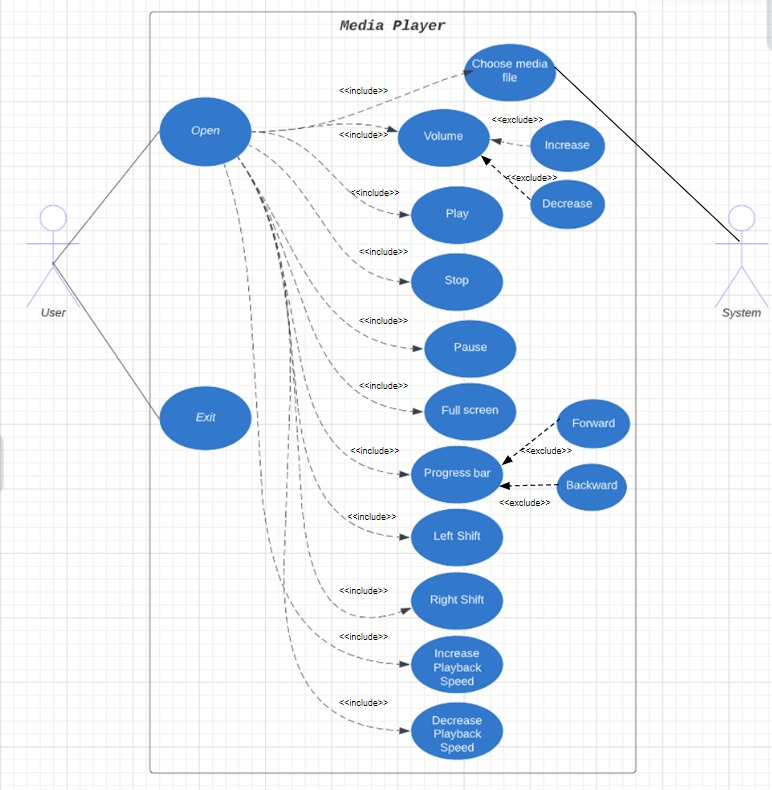 Media Player
Choose media
file
<<include>>
<<exclude>>
Open
<<include>>
Volume
Increase
<<exclude>>
<<include>>
Decrease
Play
<<include>>
Stop
User
System
<<include>>
Pause
<<include>>
Full screen
Exit
Forward
<<include>>
<<exclude>>
Progress bar
Backward
<<exclude>>
<<include>>
Left Shift
<<include>>
Right Shift
<<include>>
Increase
Playback
Speed
<<include>>
Decrease
Playback
Speed